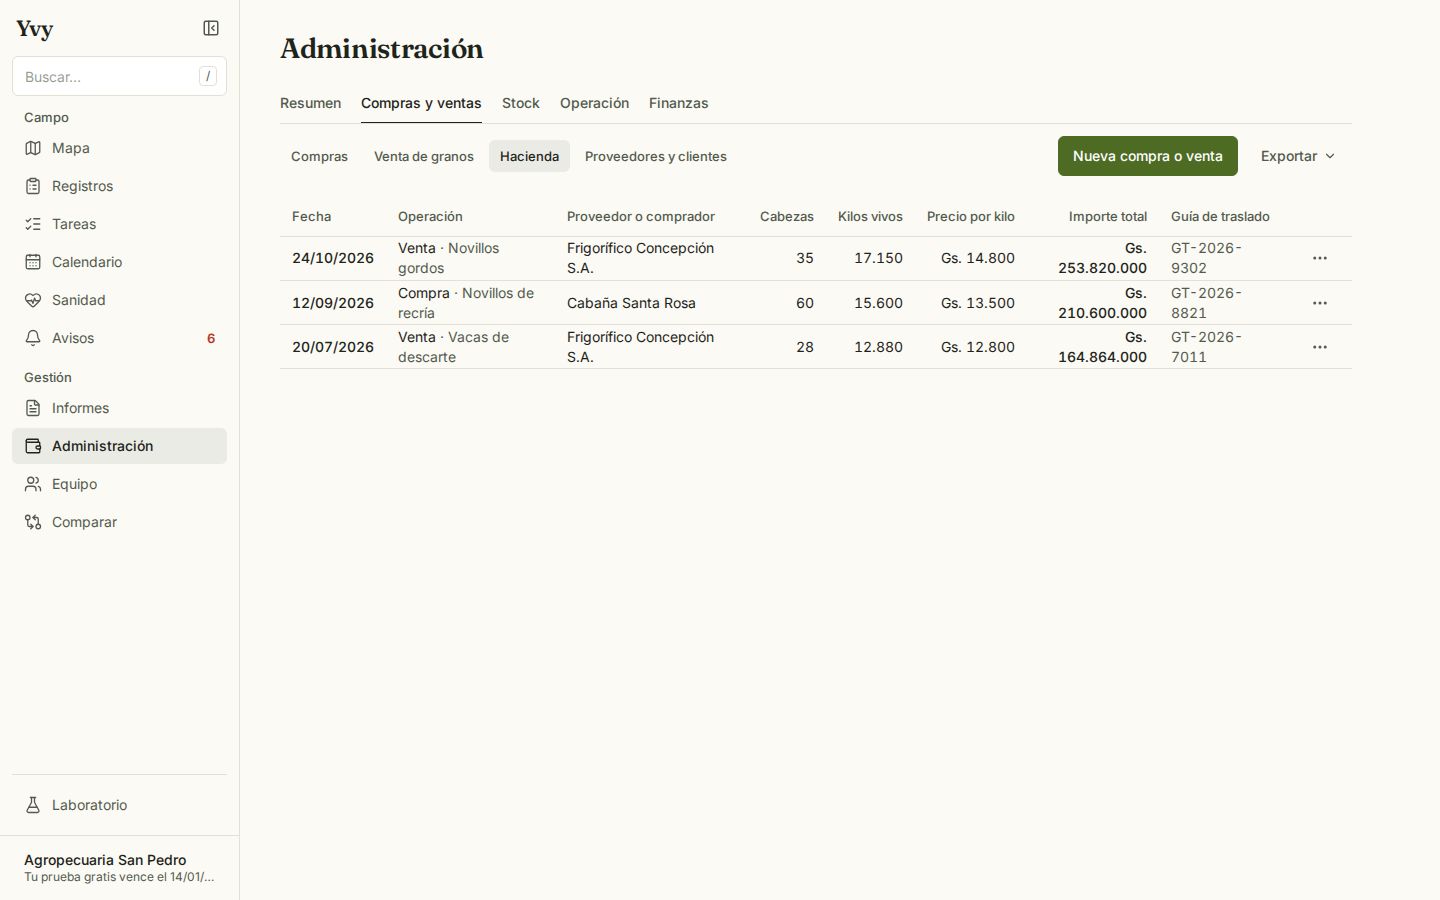 Yvy
Buscar...
/
Campo
Mapa
Registros
Tareas
Calendario
Sanidad
Avisos
6
Gestión
Informes
Administración
Equipo
Comparar
Laboratorio
Agropecuaria San Pedro
Tu prueba gratis vence el 14/01/...
Administración
Resumen
Compras y ventas
Stock
Operación
Finanzas
Compras
Venta de granos
Hacienda
Proveedores y clientes
Nueva compra o venta
Exportar
Fecha
Operación
Proveedor o comprador
Cabezas
Kilos vivos
Precio por kilo
Importe total
Guía de traslado
24/10/2026
Venta · Novillos
gordos
Frigorífico Concepción
S.A.
35
17.150
Gs. 14.800
Gs.
253.820.000
GT-2026-
9302
12/09/2026
Compra · Novillos de
recría
Cabaña Santa Rosa
60
15.600
Gs. 13.500
Gs.
210.600.000
GT-2026-
8821
20/07/2026
Venta · Vacas de
descarte
Frigorífico Concepción
S.A.
28
12.880
Gs. 12.800
Gs.
164.864.000
GT-2026-
7011